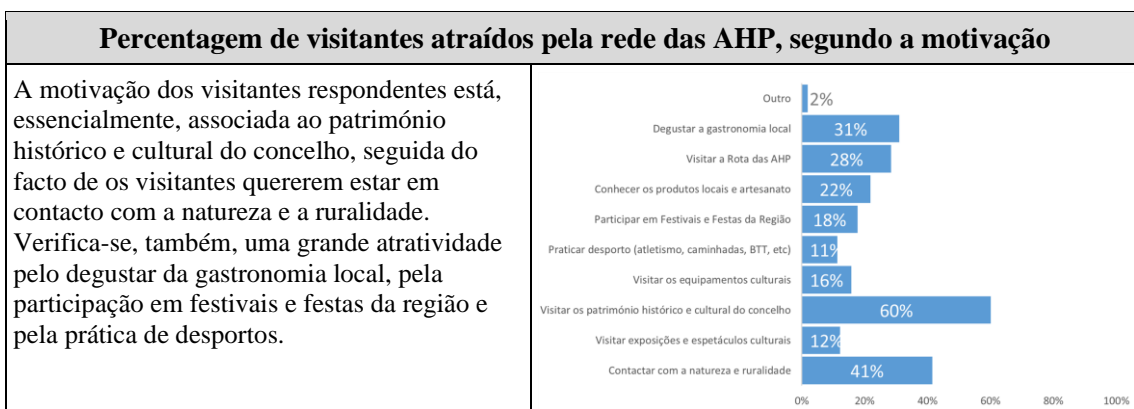 Percentagem de visitantes atraídos pela rede das AHP, segundo a motivação
A motivação dos visitantes respondentes está,
essencialmente, associada ao património
histórico e cultural do concelho, seguida do
facto de os visitantes quererem estar em
contacto com a natureza e a ruralidade.
Verifica-se, também, uma grande atratividade
pelo degustar da gastronomia local, pela
participação em festivais e festas da região e
pela prática de desportos.
Outro 2%
Degustar a gastronomia local 31%
Visitar a Rota das AHP 28%
Conhecer os produtos locais e artesanato 22%
Participar em Festivais e Festas da Região 18%
Praticar desporto (atletismo, caminhadas, BTT, etc) 11%
Visitar os equipamentos culturais 16%
Visitar os património histórico e cultural do concelho 60%
Visitar exposições e espetáculos culturais 12%
Contactar com a natureza e ruralidade 41%
0% 20% 40% 60% 80% 100%